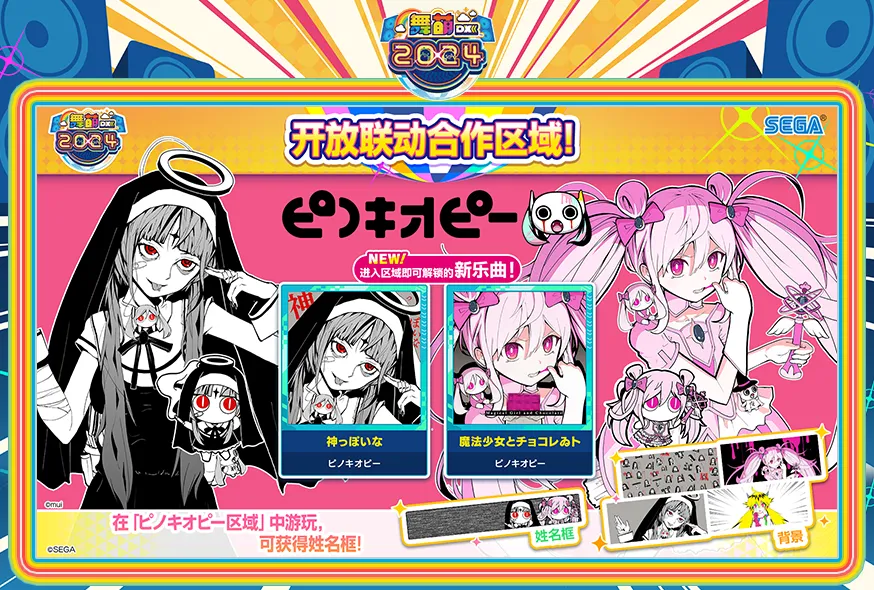 舞萌DX
2024
舞萌DX
2024
开放联动合作区域!
SEGA®
ピノキオピー
NEW!
进入区域即可解锁的新乐曲!
神
Magical Girl and Chocolate
神っぽいな
ピノキオピー
魔法少女とチョコレゐト
ピノキオピー
©mui
在「ピノキオピー区域」中游玩,
可获得姓名框!
姓名框
背景
©SEGA